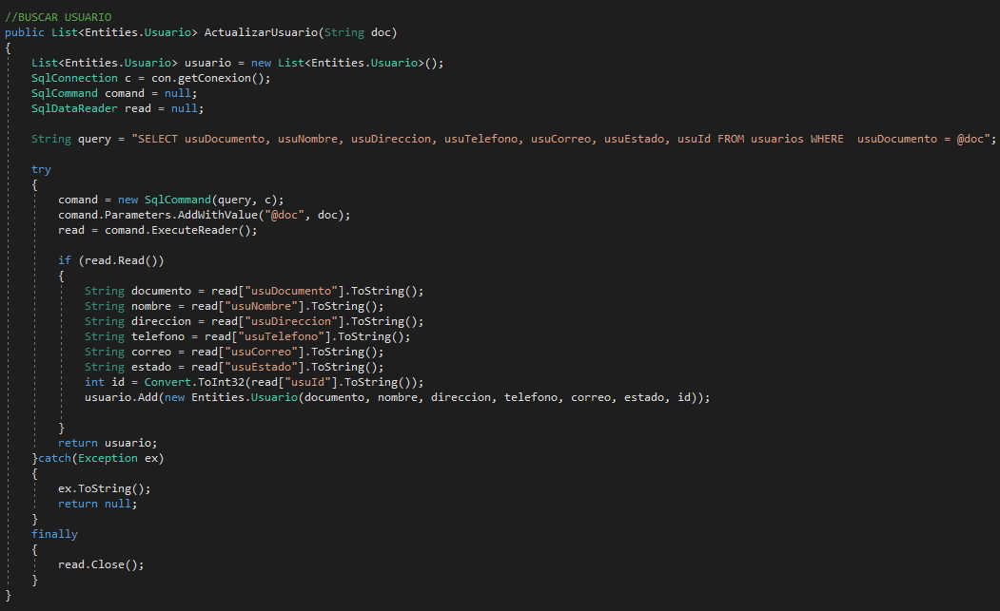 //BUSCAR USUARIO
public List<Entities.Usuario> ActualizarUsuario(String doc)
{
List<Entities.Usuario> usuario = new List<Entities.Usuario>();
SqlConnection c = con.getConexion();
SqlCommand comand = null;
SqlDataReader read = null;
String query = "SELECT usuDocumento, usuNombre, usuDireccion, usuTelefono, usuCorreo, usuEstado, usuId FROM usuarios WHERE  usuDocumento = @doc";
try
{
comand = new SqlCommand(query, c);
comand.Parameters.AddWithValue("@doc", doc);
read = comand.ExecuteReader();
if (read.Read())
{
String documento = read["usuDocumento"].ToString();
String nombre = read["usuNombre"].ToString();
String direccion = read["usuDireccion"].ToString();
String telefono = read["usuTelefono"].ToString();
String correo = read["usuCorreo"].ToString();
String estado = read["usuEstado"].ToString();
int id = Convert.ToInt32(read["usuId"].ToString());
usuario.Add(new Entities.Usuario(documento, nombre, direccion, telefono, correo, estado, id));
}
return usuario;
}catch(Exception ex)
{
ex.ToString();
return null;
}
finally
{
read.Close();
}
}